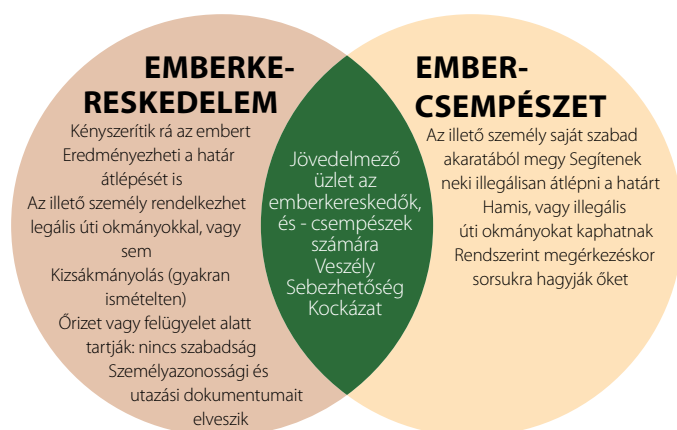 EMBERKE-
RESKEDELEM
Kényszerítik rá az embert
Eredményezheti a határ
átlépését is
Az illető személy rendelkezhet
legális úti okmányokkal, vagy
sem
Kizsákmányolás (gyakran
ismételten)
Őrizet vagy felügyelet alatt
tartják: nincs szabadság
Személyazonossági és
utazási dokumentumait
elveszik
Jövedelmező
üzlet az
emberkereskedők,
és - csempészek
számára
Veszély
Sebezhetőség
Kockázat
EMBER-
CSEMPÉSZET
Az illető személy saját szabad
akaratából megy Segítenek
neki illegálisan átlépni a határt
Hamis, vagy illegális
úti okmányokat kaphatnak
Rendszerint megérkezéskor
sorsukra hagyják őket